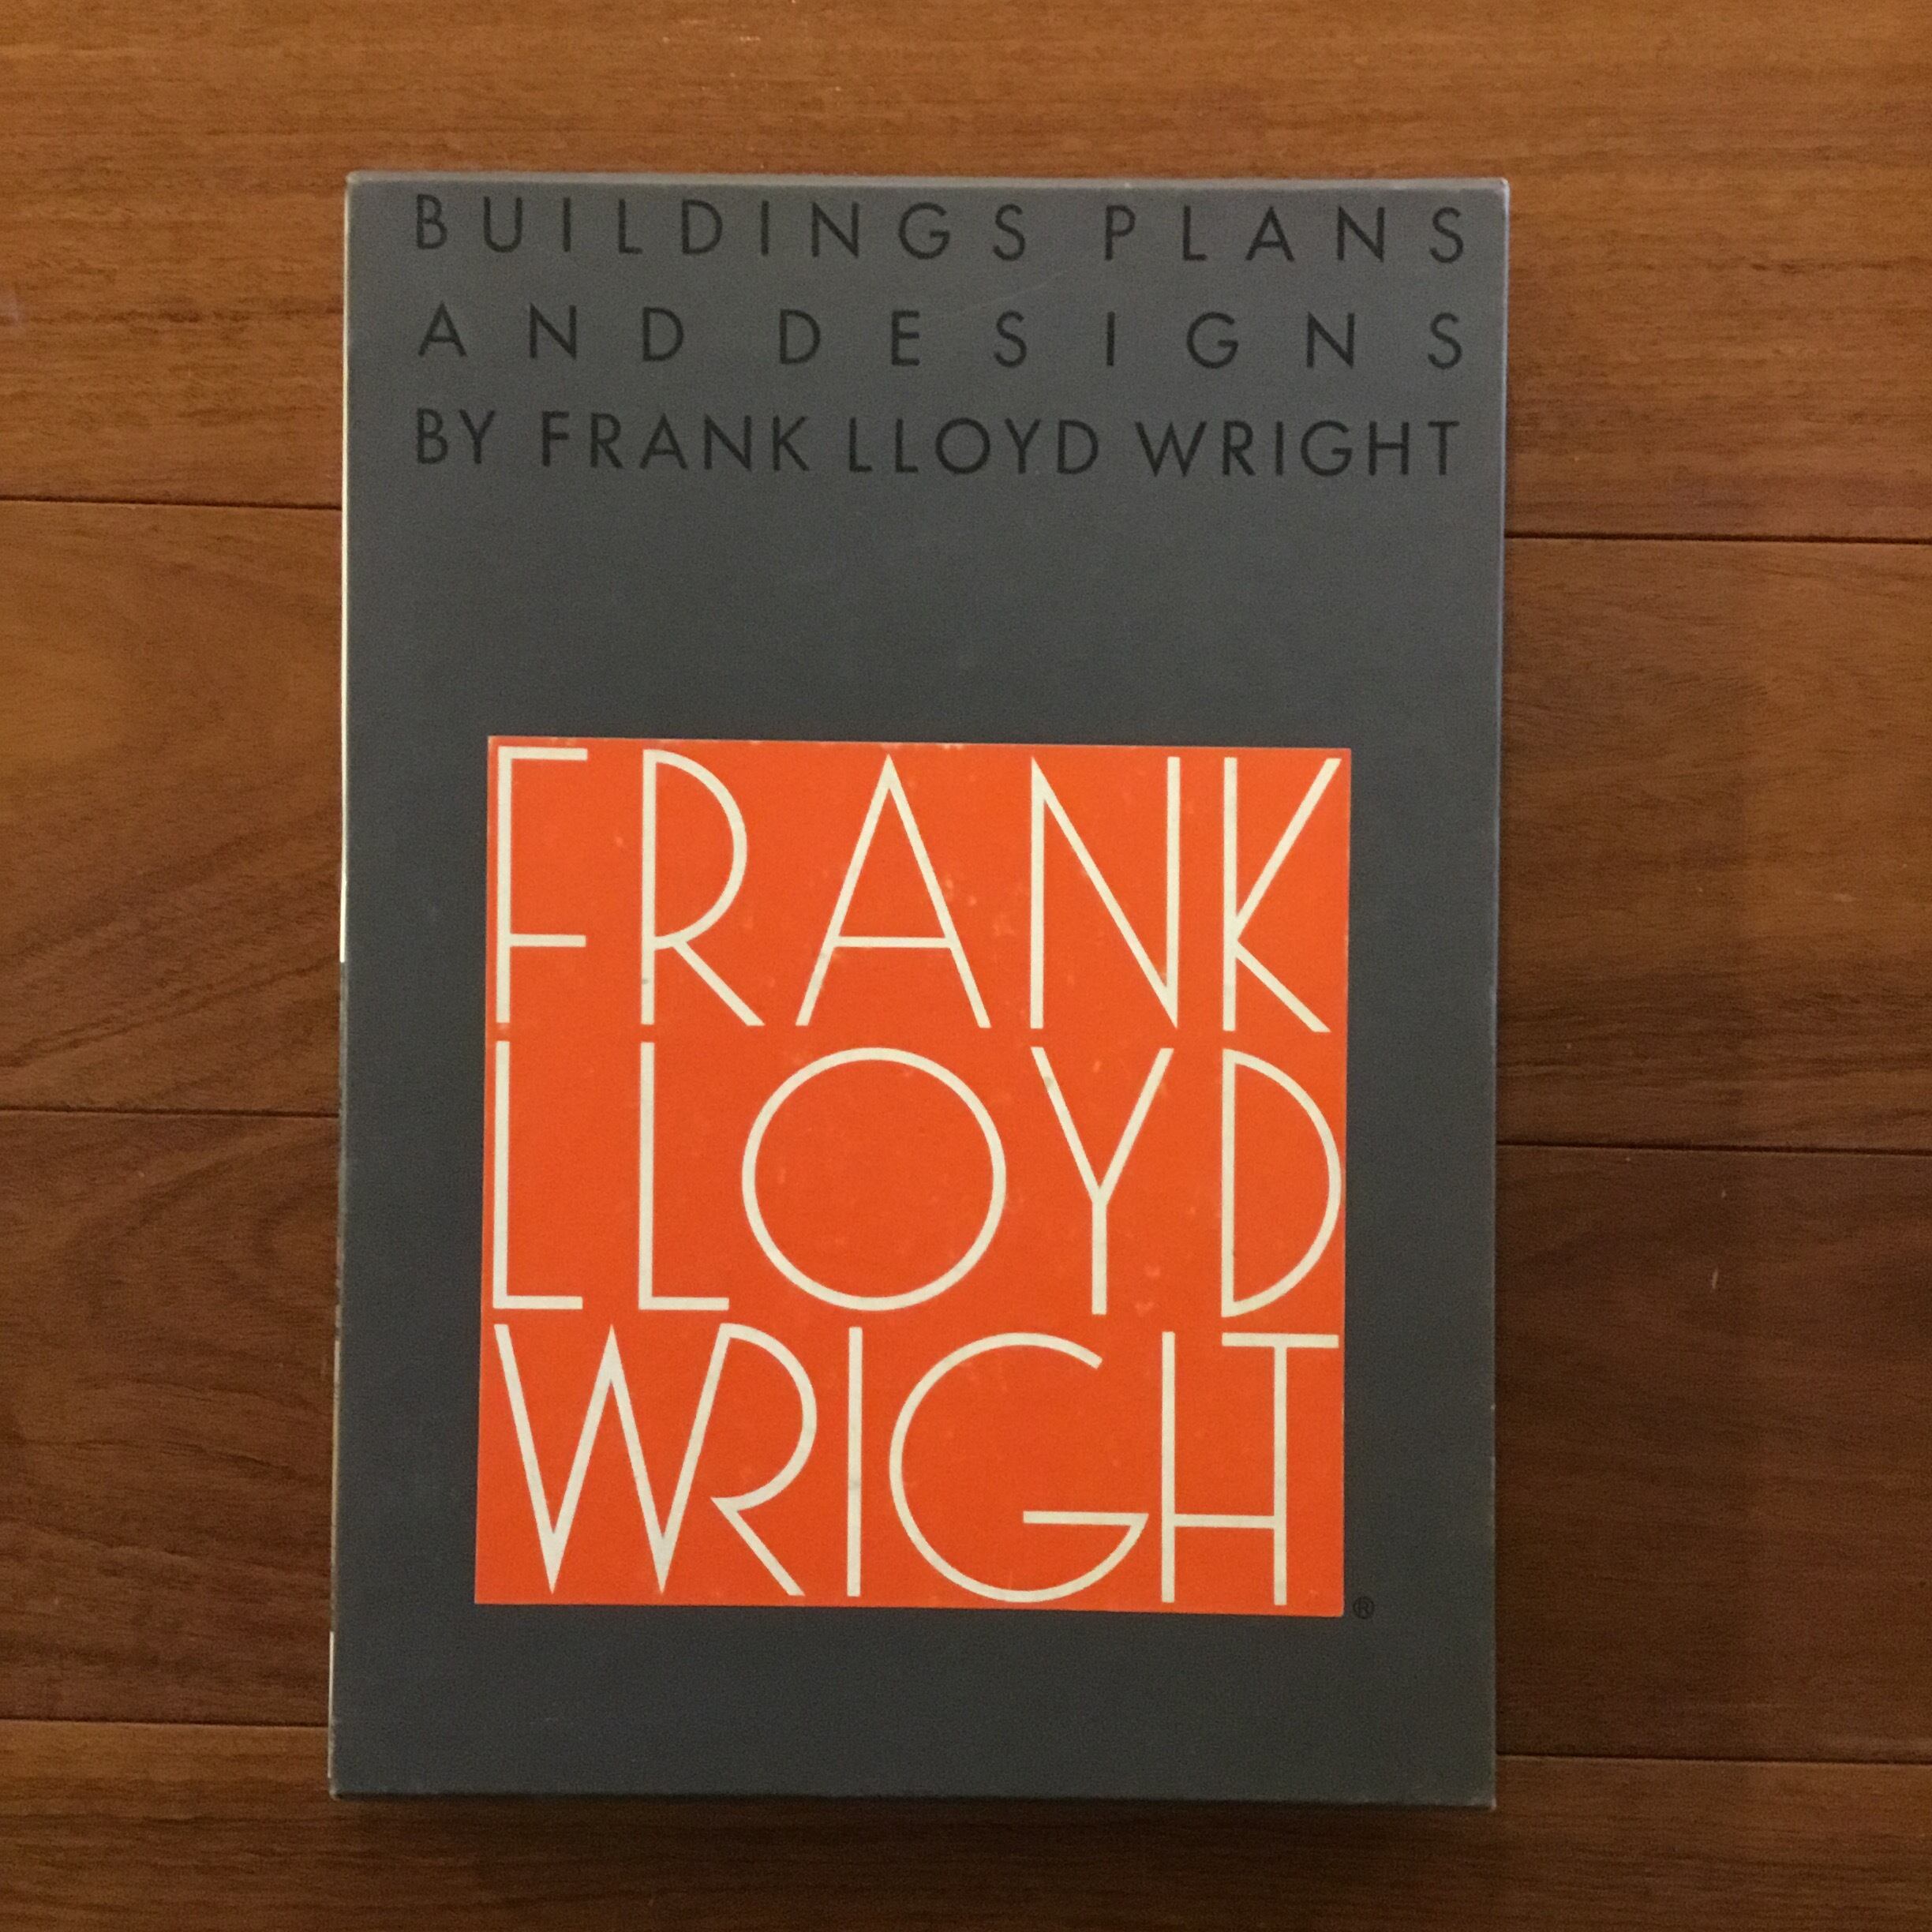 BUILDINGS PLANS
AND DESIGNS
BY FRANK LLOYD WRIGHT
FRANK
LLOYD
WRIGHT
®